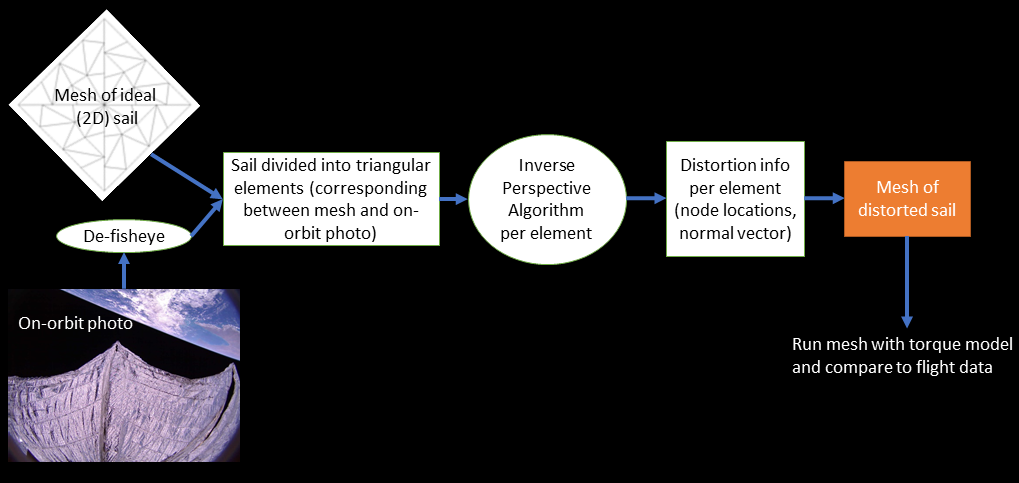 Mesh of ideal
(2D) sail
De-fisheye
On-orbit photo
Sail divided into triangular
elements (corresponding
between mesh and on-
orbit photo)
Inverse
Perspective
Algorithm
per element
Distortion info
per element
(node locations,
normal vector)
Mesh of
distorted sail
Run mesh with torque model
and compare to flight data